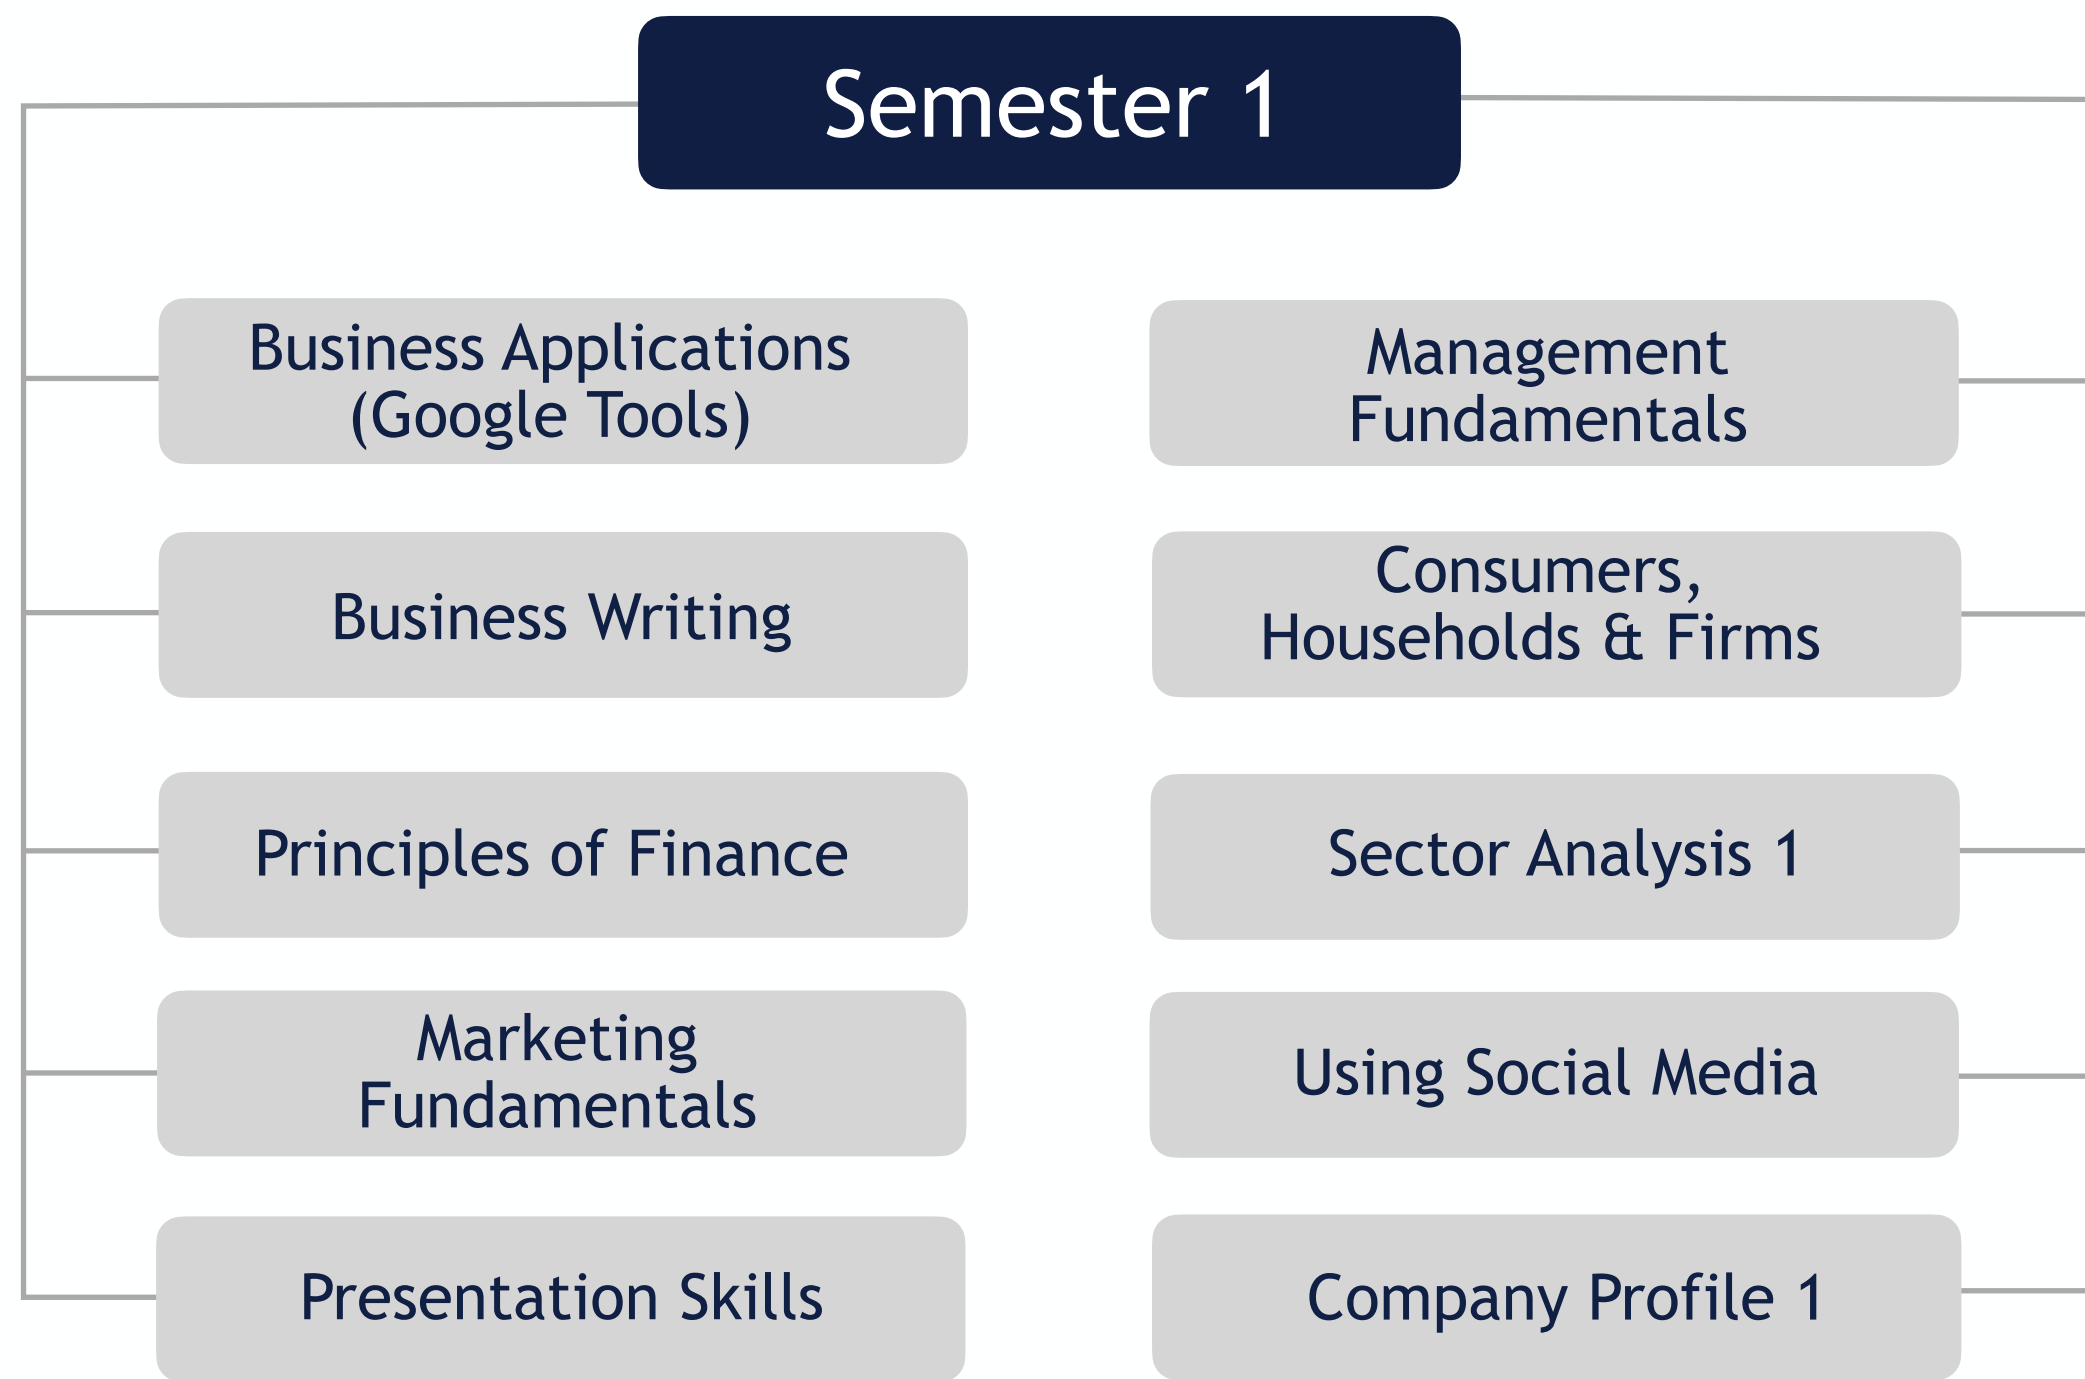 Semester 1
Business Applications
(Google Tools)
Business Writing
Principles of Finance
Marketing
Fundamentals
Presentation Skills
Management
Fundamentals
Consumers,
Households & Firms
Sector Analysis 1
Using Social Media
Company Profile 1